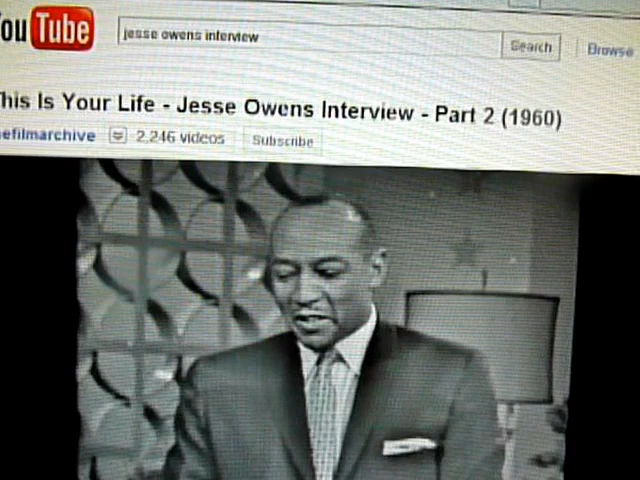 ou Tube
jesse owens interview
Search
Browse
his Is Your Life - Jesse Owens Interview - Part 2 (1960)
efilmarchive
2,246 videos
Subscribe